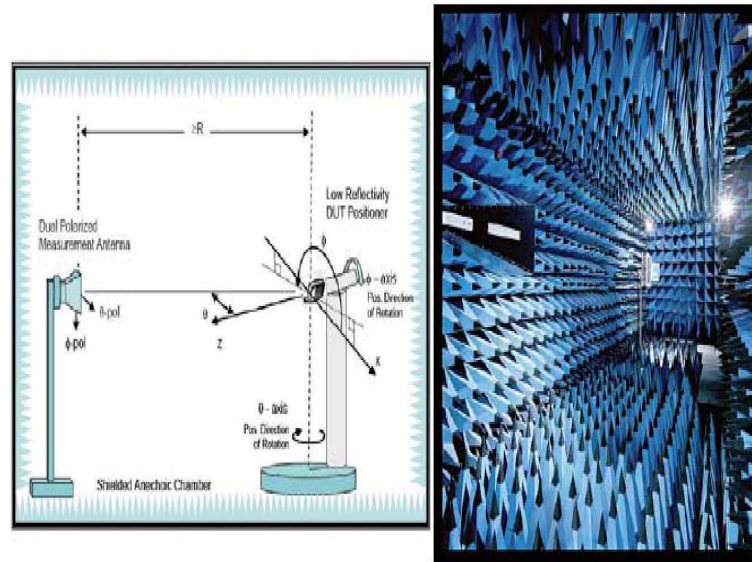 ≥R
Low Reflectivity
DUT Positioner
Dual Polarized
Measurement Antenna
ϕ
ϕ - axis
Pos. Direction
of Rotation
θ-pol
ϕ-pol
θ
Z
X
θ - axis
Pos. Direction
of Rotation
Shielded Anechoic Chamber